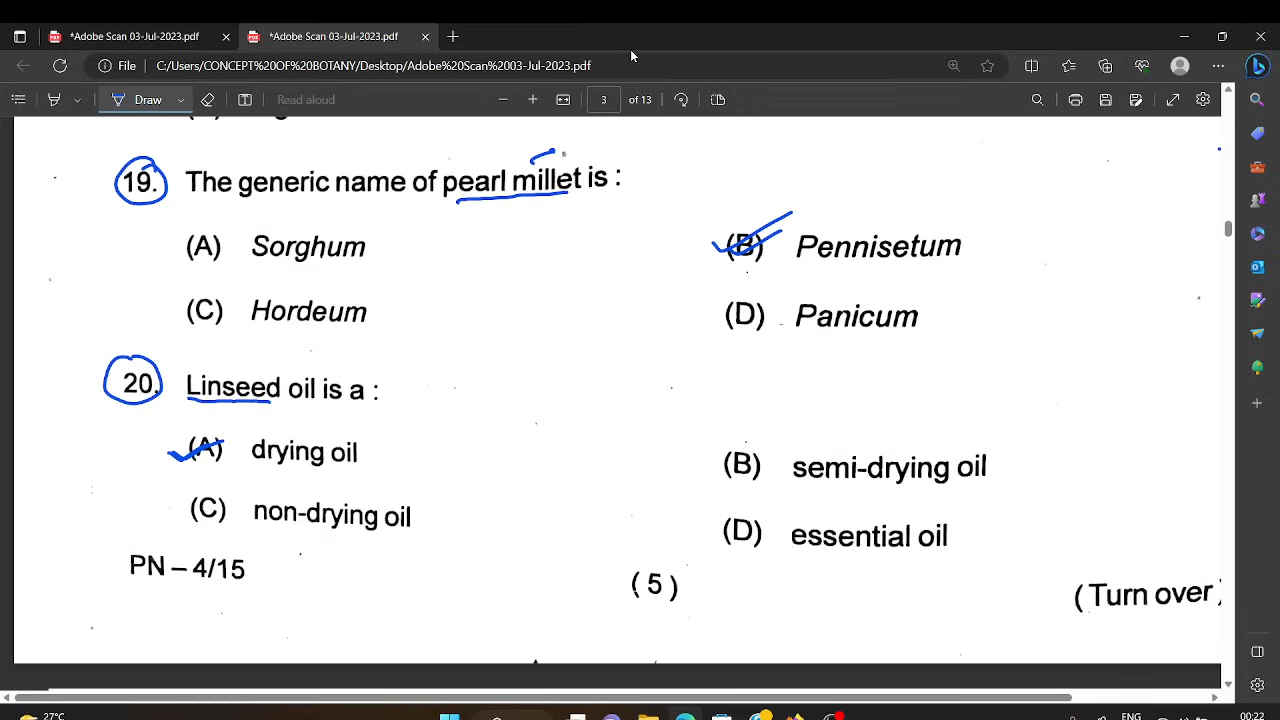 *Adobe Scan 03-Jul-2023.pdf
*Adobe Scan 03-Jul-2023.pdf
File
C:/Users/CONCEPT%20OF%20BOTANY/Desktop/Adobe%20Scan%2003-Jul-2023.pdf
Draw
Read aloud
3 of 13
19. The generic name of pearl millet is :
(A) Sorghum
(B) Pennisetum
(C) Hordeum
(D) Panicum
20. Linseed oil is a :
(A) drying oil
(B) semi-drying oil
(C) non-drying oil
(D) essential oil
PN – 4/15
( 5 )
( Turn over )
27°C
ENG
00:22